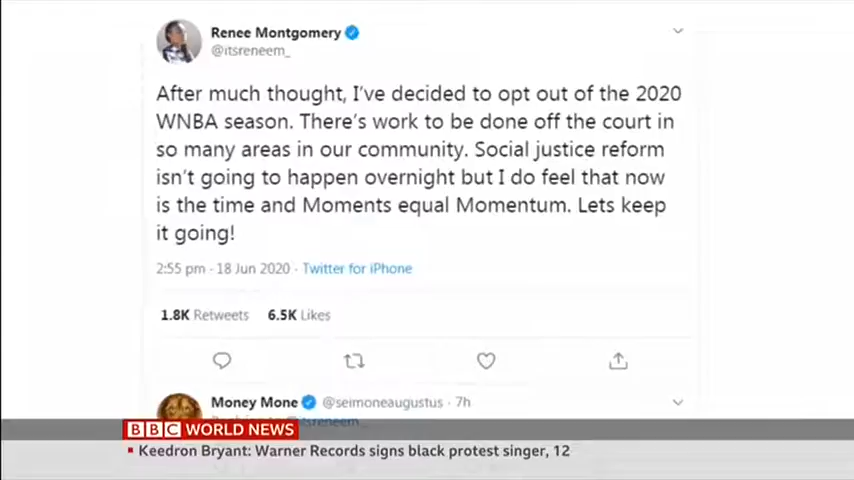 Renee Montgomery
@itsreneem_
After much thought, I've decided to opt out of the 2020
WNBA season. There's work to be done off the court in
so many areas in our community. Social justice reform
isn't going to happen overnight but I do feel that now
is the time and Moments equal Momentum. Lets keep
it going!
2:55 pm · 18 Jun 2020 · Twitter for iPhone
1.8K Retweets 6.5K Likes
Money Mone @seimoneaugustus · 7h
@itsreneem_
BBC WORLD NEWS
Keedron Bryant: Warner Records signs black protest singer, 12